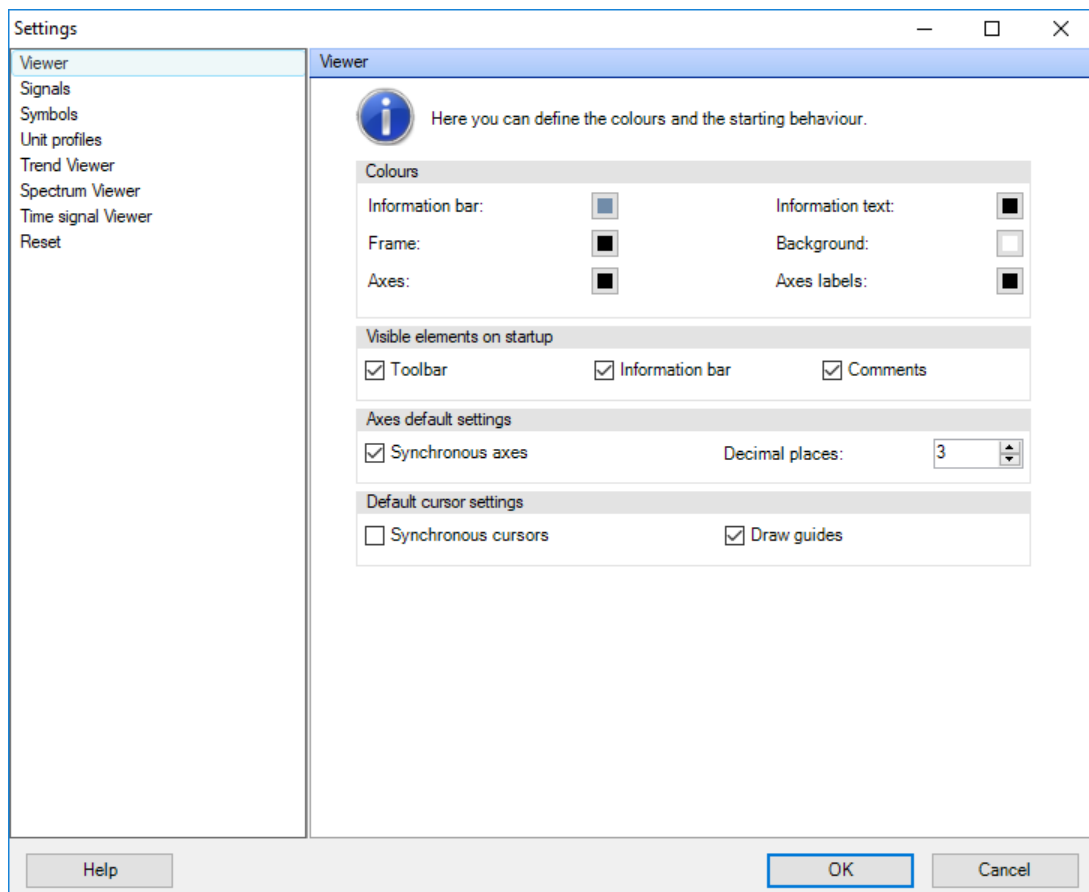 Settings
Viewer
Signals
Symbols
Unit profiles
Trend Viewer
Spectrum Viewer
Time signal Viewer
Reset
Viewer
Here you can define the colours and the starting behaviour.
Colours
Information bar: Information text:
Frame: Background:
Axes: Axes labels:
Visible elements on startup
Toolbar Information bar Comments
Axes default settings
Synchronous axes Decimal places: 3
Default cursor settings
Synchronous cursors Draw guides
Help OK Cancel